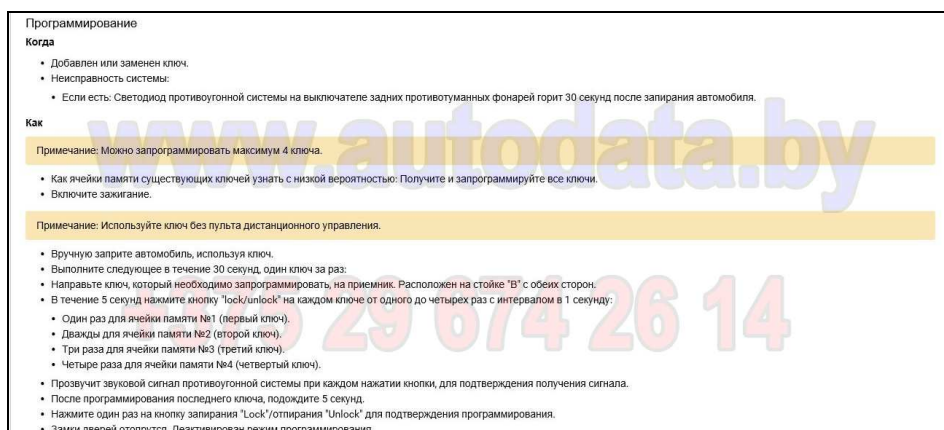 Программирование
Когда
• Добавлен или заменен ключ.
• Неисправность системы:
• Если есть: Светодиод противоугонной системы на выключателе задних противотуманных фонарей горит 30 секунд после запирания автомобиля.
Как
Примечание: Можно запрограммировать максимум 4 ключа.
• Как ячейки памяти существующих ключей узнать с низкой вероятностью: Получите и запрограммируйте все ключи.
• Включите зажигание.
Примечание: Используйте ключ без пульта дистанционного управления.
• Вручную заприте автомобиль, используя ключ.
• Выполните следующее в течение 30 секунд, один ключ за раз:
• Направьте ключ, который необходимо запрограммировать, на приемник. Расположен на стойке "B" с обеих сторон.
• В течение 5 секунд нажмите кнопку "lock/unlock" на каждом ключе от одного до четырех раз с интервалом в 1 секунду:
• Один раз для ячейки памяти №1 (первый ключ).
• Дважды для ячейки памяти №2 (второй ключ).
• Три раза для ячейки памяти №3 (третий ключ).
• Четыре раза для ячейки памяти №4 (четвертый ключ).
• Прозвучит звуковой сигнал противоугонной системы при каждом нажатии кнопки, для подтверждения получения сигнала.
• После программирования последнего ключа, подождите 5 секунд.
• Нажмите один раз на кнопку запирания "Lock"/отпирания "Unlock" для подтверждения программирования.
• Замки дверей отопрутся. Деактивирован режим программирования.
www.autodata.by
+375 29 674 26 14